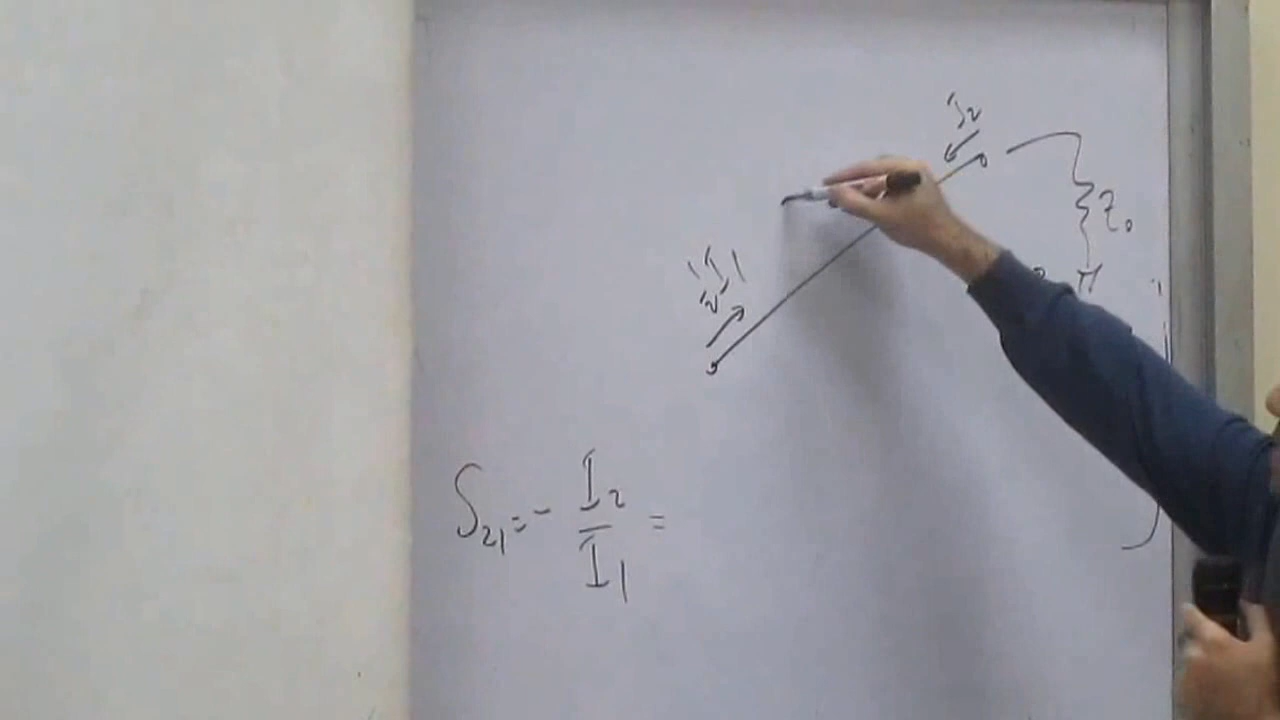 I2
Z0
I1
S21 = - I2 / I1 =